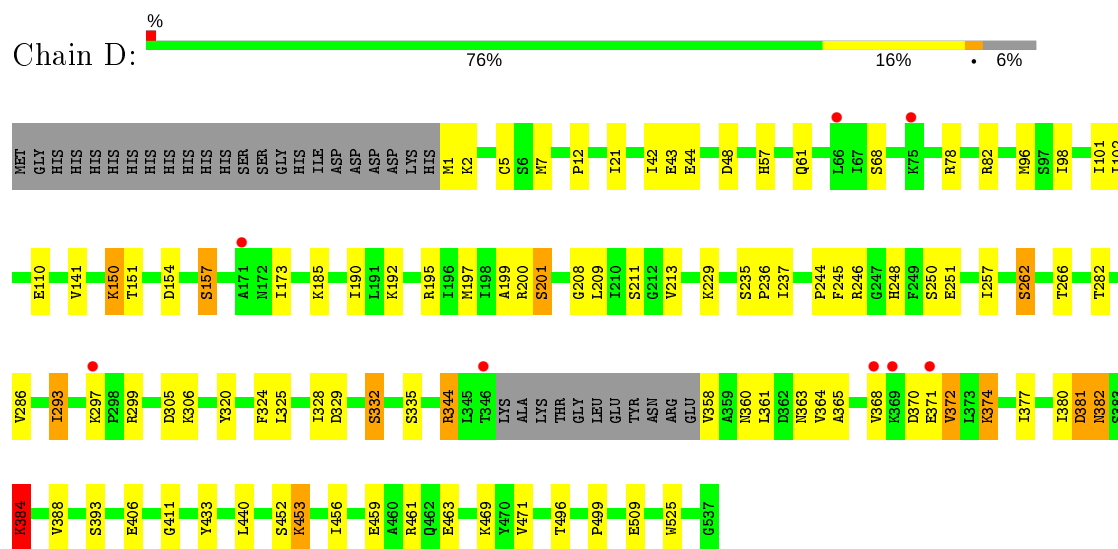 %
Chain D:
76% 16% • 6%
MET GLY HIS HIS HIS HIS HIS HIS HIS HIS HIS HIS SER SER GLY HIS ILE ASP ASP ASP ASP LYS HIS M1 K2 C5 S6 M7 P12 I21 I42 E43 E44 D48 H57 Q61 L66 I67 S68 K75 R78 R82 M96 S97 I98 I101
E110 V141 K150 T151 D154 S157 A171 N172 I173 K185 I190 L191 K192 R195 I196 M197 I198 A199 R200 S201 G208 L209 I210 S211 G212 V213 K229 S235 P236 I237 P244 F245 R246 G247 H248 F249 S250 E251 I257 S262 T266 T282
V286 I293 K297 P298 R299 D305 K306 Y320 F324 L325 I328 D329 S332 S335 R344 L345 T346 LYS ALA LYS THR GLY LEU GLU TYR ASN ARG GLU V358 A359 N360 L361 D362 N363 V364 A365 V368 K369 D370 E371 V372 L373 K374 I377 I380 D381 N382 S383
K384 V388 S393 E406 G411 Y433 L440 S452 K453 I456 E459 A460 R461 Q462 E463 K469 Y470 V471 T496 P499 E509 W525 G537